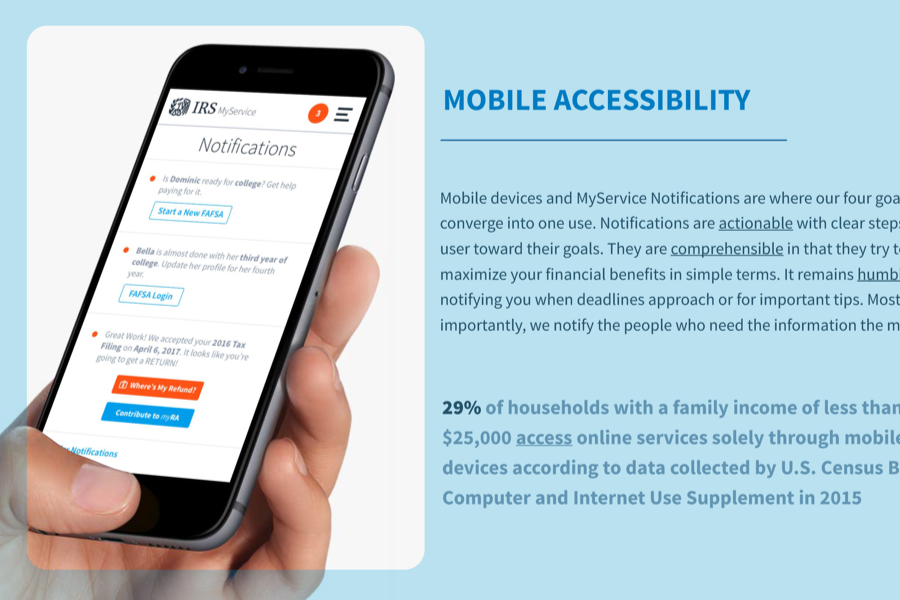 IRS MyService
3
Notifications
Is Dominic ready for college? Get help
paying for it.
Start a New FAFSA
Bella is almost done with her third year of
college. Update her profile for her fourth
year.
FAFSA Login
Great Work! We accepted your 2016 Tax
Filing on April 6, 2017. It looks like you're
going to get a RETURN!
Where's My Refund?
Contribute to myRA
Notifications
MOBILE ACCESSIBILITY
Mobile devices and MyService Notifications are where our four goa
converge into one use. Notifications are actionable with clear step
user toward their goals. They are comprehensible in that they try t
maximize your financial benefits in simple terms. It remains humb
notifying you when deadlines approach or for important tips. Most
importantly, we notify the people who need the information the m
29% of households with a family income of less than
$25,000 access online services solely through mobile
devices according to data collected by U.S. Census B
Computer and Internet Use Supplement in 2015